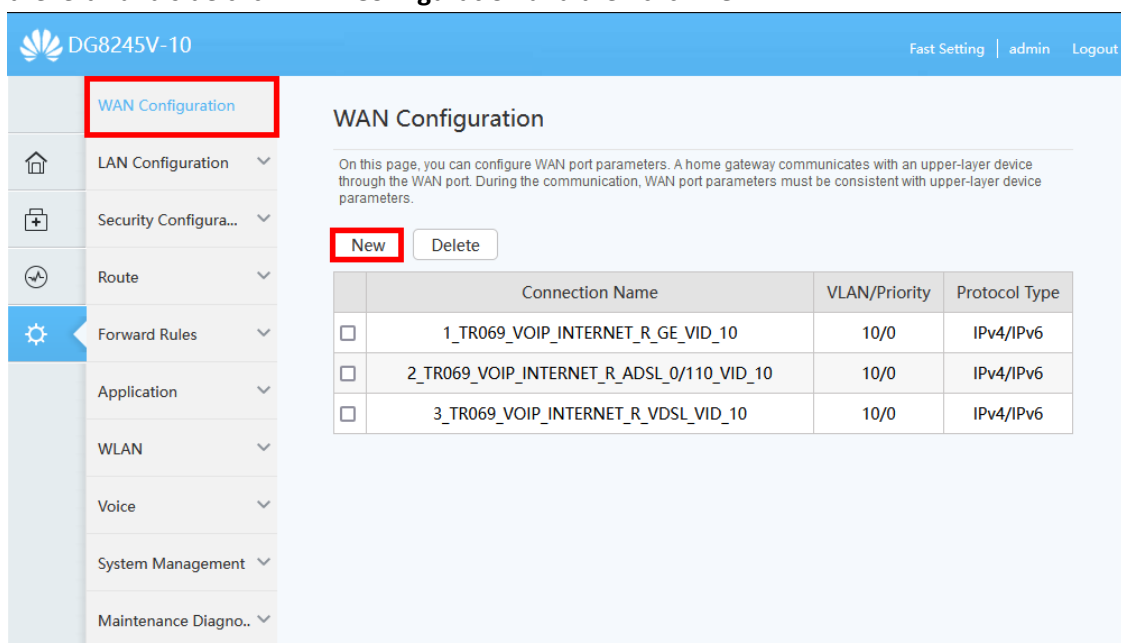 DG8245V-10
Fast Setting | admin Logout
WAN Configuration
LAN Configuration
Security Configura...
Route
Forward Rules
Application
WLAN
Voice
System Management
Maintenance Diagno..
WAN Configuration
On this page, you can configure WAN port parameters. A home gateway communicates with an upper-layer device
through the WAN port. During the communication, WAN port parameters must be consistent with upper-layer device
parameters.
New Delete
Connection Name VLAN/Priority Protocol Type
1_TR069_VOIP_INTERNET_R_GE_VID_10 10/0 IPv4/IPv6
2_TR069_VOIP_INTERNET_R_ADSL_0/110_VID_10 10/0 IPv4/IPv6
3_TR069_VOIP_INTERNET_R_VDSL_VID_10 10/0 IPv4/IPv6